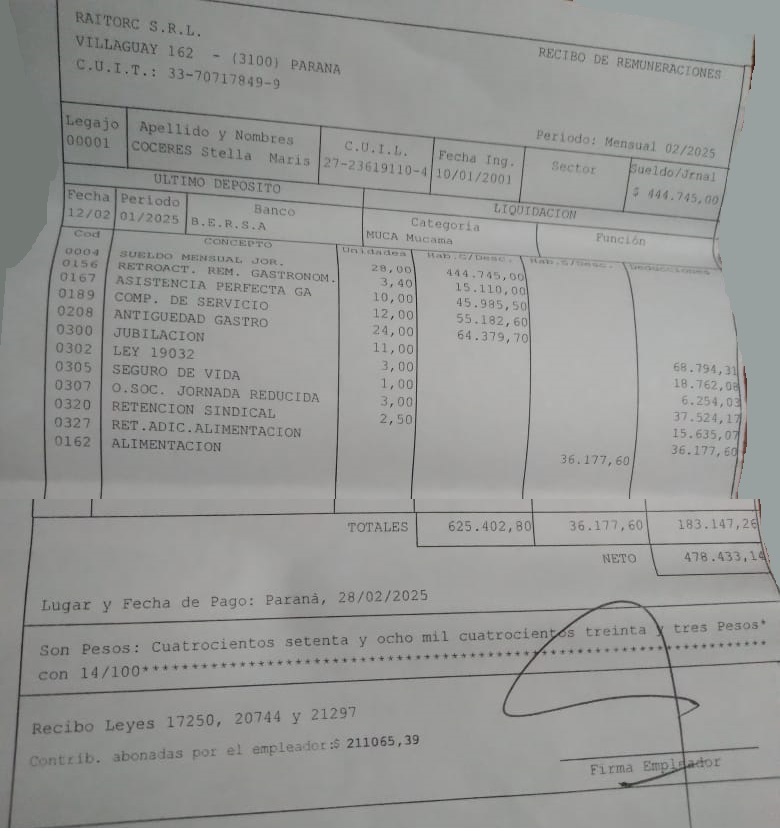 RAITORC S.R.L.
VILLAGUAY 162 - (3100) PARANA
C.U.I.T.: 33-70717849-9
RECIBO DE REMUNERACIONES
Periodo: Mensual 02/2025
Legajo Apellido y Nombres C.U.I.L. Fecha Ing. Sector Sueldo/Jrnal
00001 COCERES Stella Maris 27-23619110-4 10/01/2001 $ 444.745,00
ULTIMO DEPOSITO LIQUIDACION
Fecha Periodo Banco Categoria Función
12/02 01/2025 B.E.R.S.A MUCA Mucama
Cod CONCEPTO Unidades Hab.C/Desc. Hab.S/Desc. Deducciones
0004 SUELDO MENSUAL JOR. 28,00 444.745,00
0156 RETROACT. REM. GASTRONOM. 3,40 15.110,00
0167 ASISTENCIA PERFECTA GA 10,00 45.985,50
0189 COMP. DE SERVICIO 12,00 55.182,60
0208 ANTIGUEDAD GASTRO 24,00 64.379,70
0300 JUBILACION 11,00 68.794,31
0302 LEY 19032 3,00 18.762,08
0305 SEGURO DE VIDA 1,00 6.254,03
0307 O.SOC. JORNADA REDUCIDA 3,00 37.524,17
0320 RETENCION SINDICAL 2,50 15.635,07
0327 RET.ADIC.ALIMENTACION 36.177,60
0162 ALIMENTACION 36.177,60
TOTALES 625.402,80 36.177,60 183.147,26
NETO 478.433,14
Lugar y Fecha de Pago: Paraná, 28/02/2025
Son Pesos: Cuatrocientos setenta y ocho mil cuatrocientos treinta y tres Pesos*
con 14/100**************************************************************
Recibo Leyes 17250, 20744 y 21297
Contrib. abonadas por el empleador:$ 211065,39
Firma Empleador